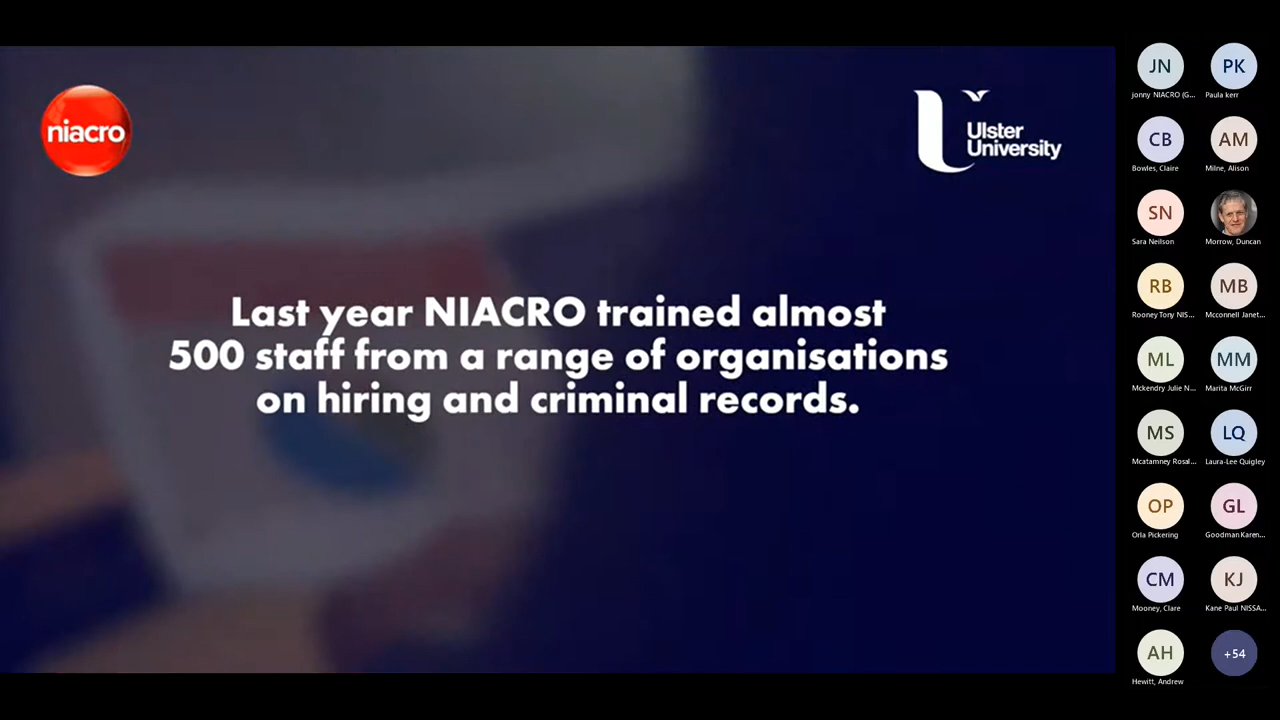 niacro
Ulster
University
Last year NIACRO trained almost
500 staff from a range of organisations
on hiring and criminal records.
JN
PK
jonny NIACRO (G...
Paula kerr
CB
AM
Bowles, Claire
Milne, Alison
SN
Sara Neilson
Morrow, Duncan
RB
MB
Rooney Tony NIS...
Mcconnell Janet...
ML
MM
Mckendry Julie N...
Marita McGirr
MS
LQ
Mcatamney Rosal...
Laura-Lee Quigley
OP
GL
Orla Pickering
Goodman Karen...
CM
KJ
Mooney, Clare
Kane Paul NISSA...
AH
+54
Hewitt, Andrew